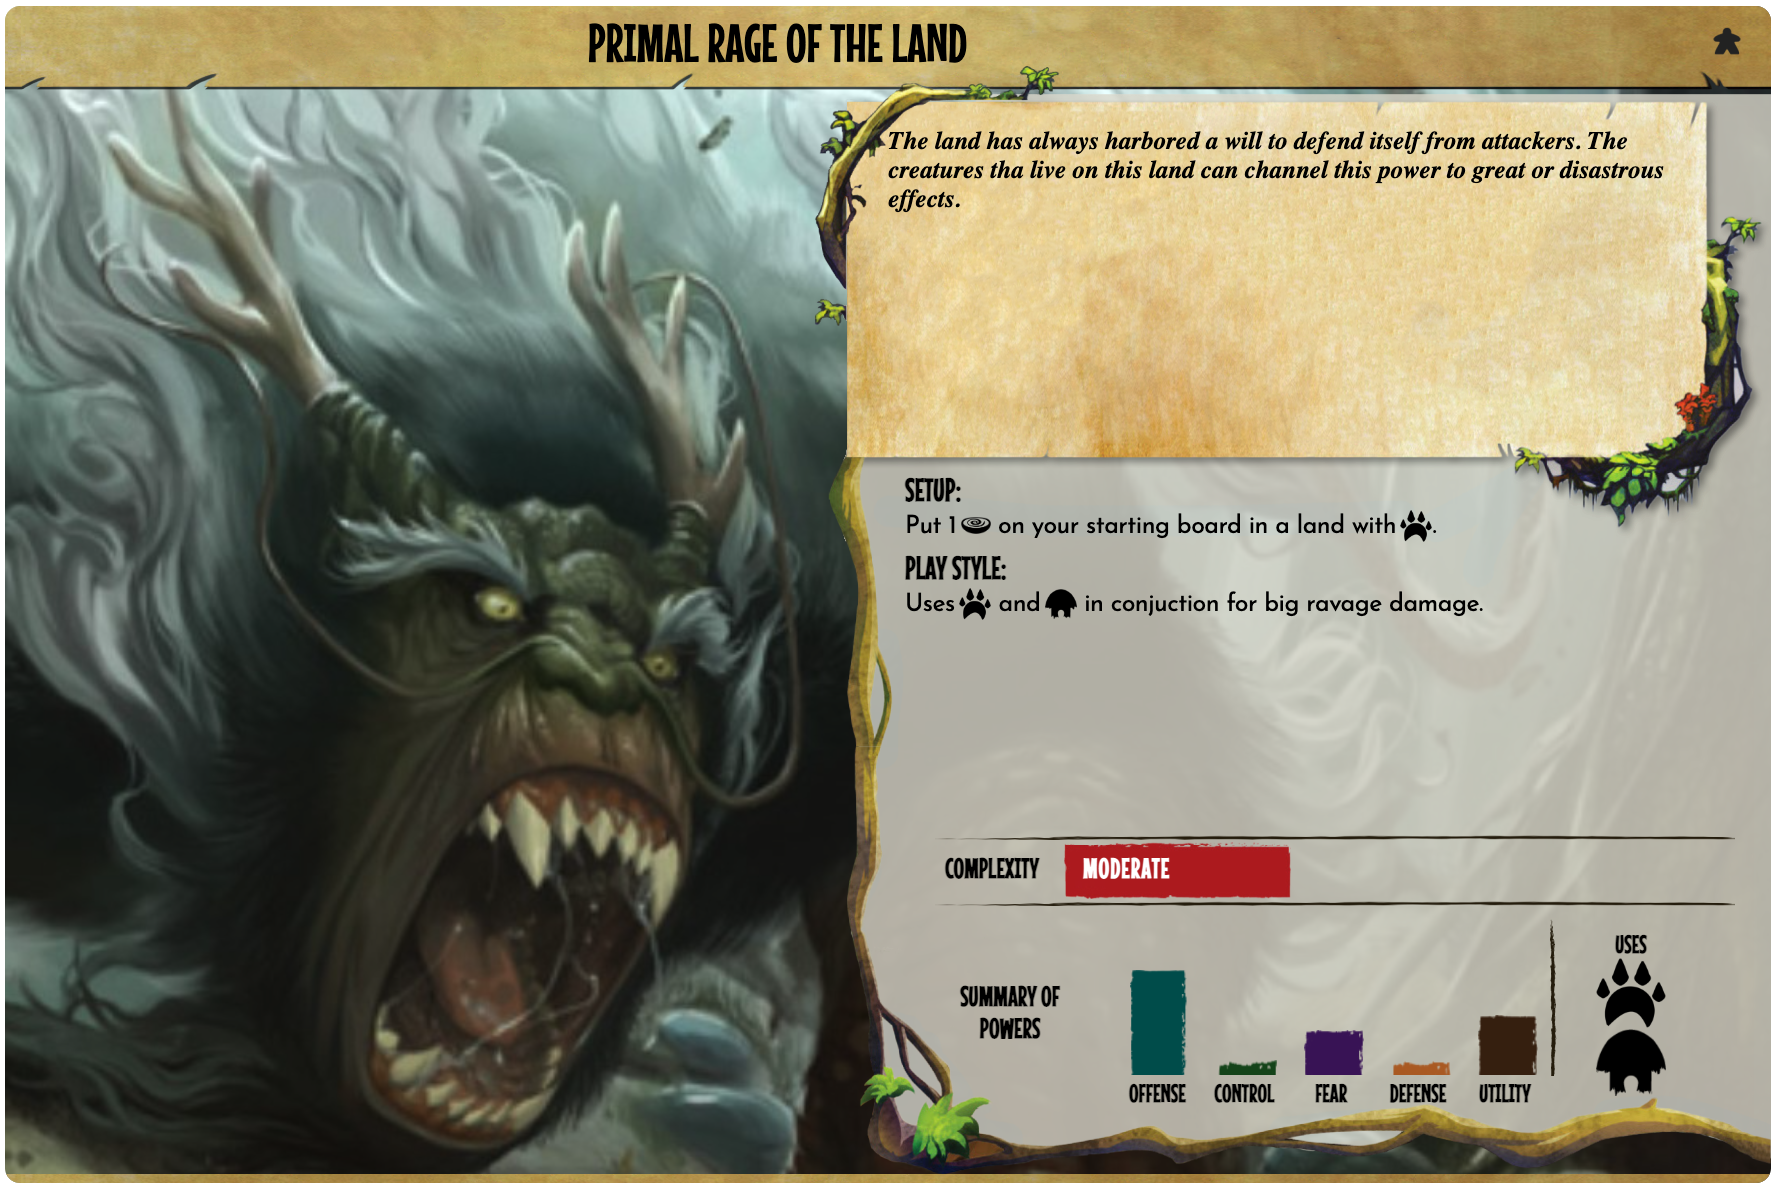 PRIMAL RAGE OF THE LAND
The land has always harbored a will to defend itself from attackers. The
creatures tha live on this land can channel this power to great or disastrous
effects.
SETUP:
Put 1 on your starting board in a land with .
PLAY STYLE:
Uses and in conjuction for big ravage damage.
COMPLEXITY MODERATE
USES
SUMMARY OF
POWERS
OFFENSE CONTROL FEAR DEFENSE UTILITY